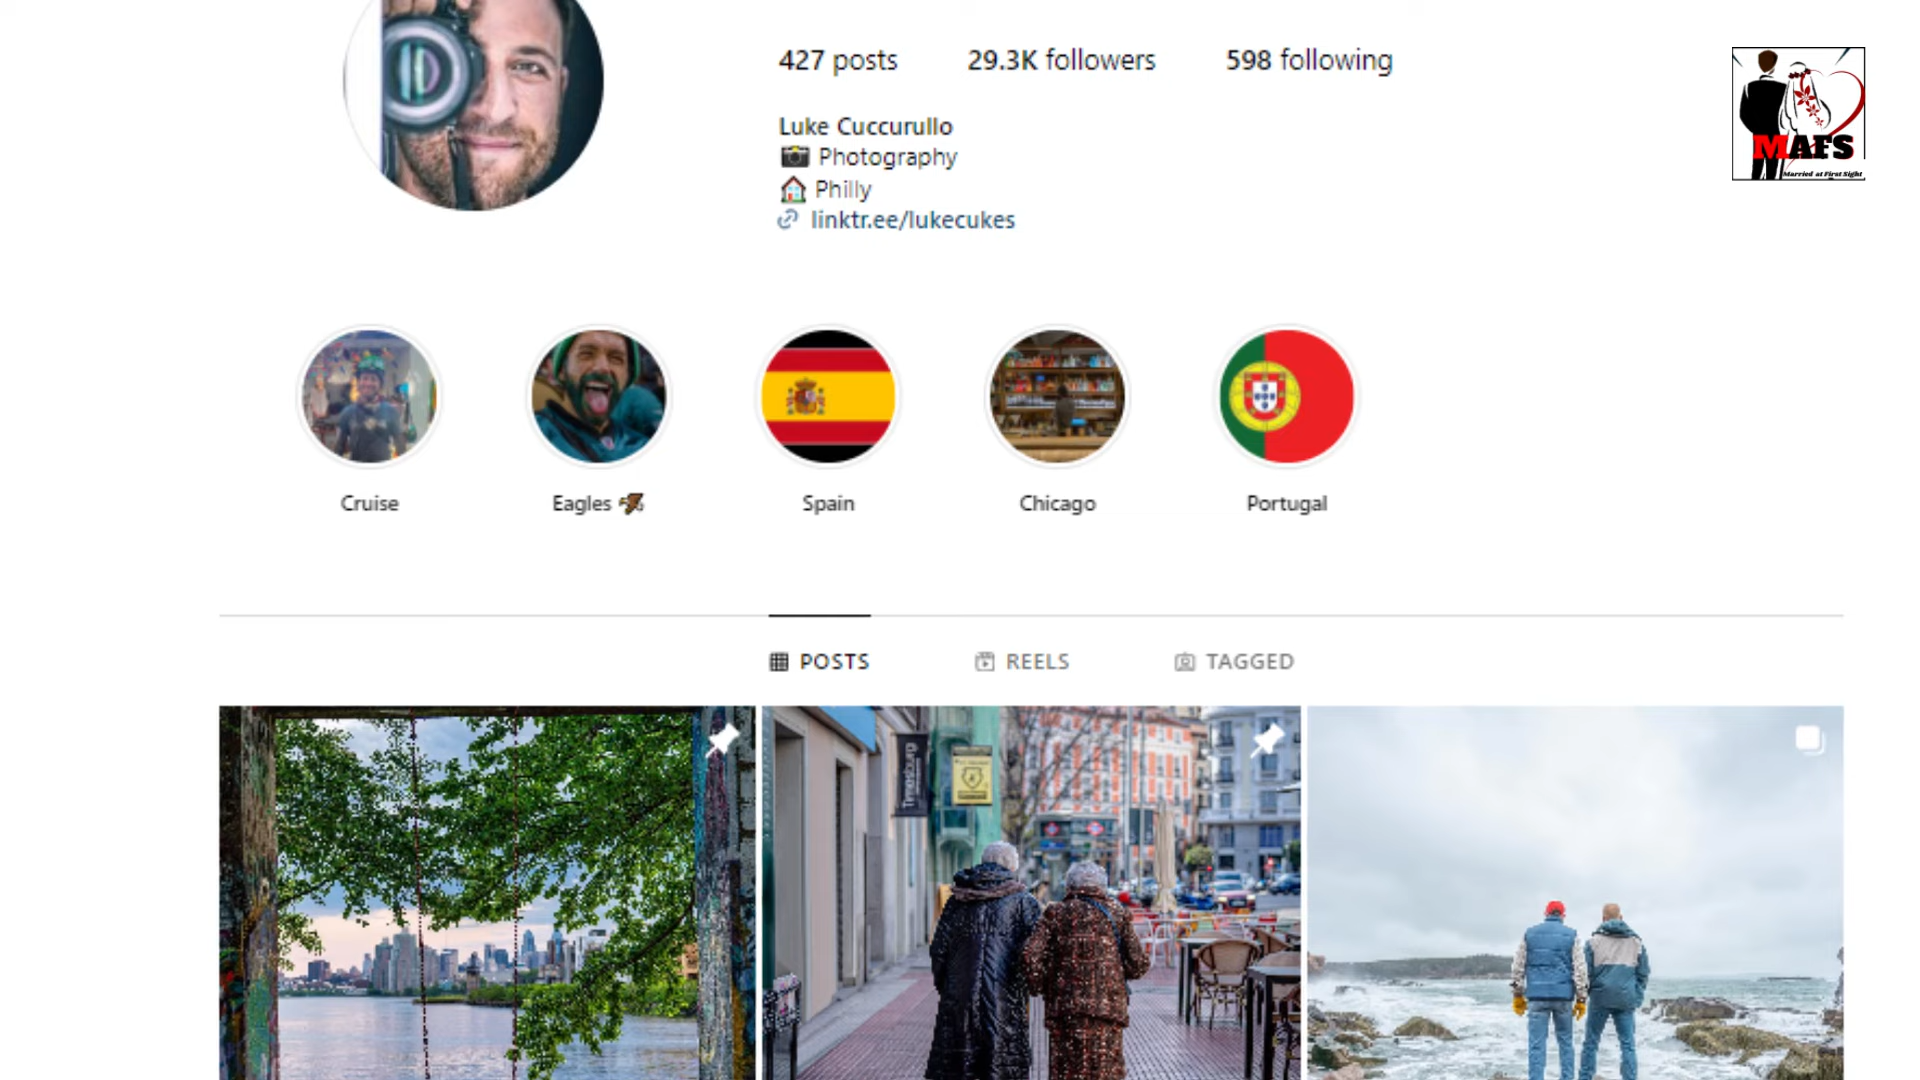 427 posts 29.3K followers 598 following
Luke Cuccurullo
Photography
Philly
linktr.ee/lukecukes
MAFS
Married at First Sight
Cruise Eagles Spain Chicago Portugal
POSTS REELS TAGGED
Timesburg